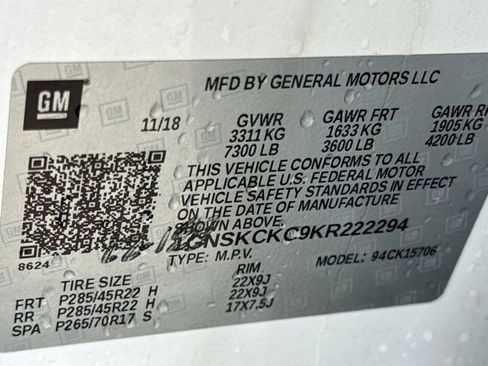 GM
MFD BY GENERAL MOTORS LLC
11/18 GVWR GAWR FRT GAWR RR
3311 KG 1633 KG 1905 KG
7300 LB 3600 LB 4200 LB
THIS VEHICLE CONFORMS TO ALL
APPLICABLE U.S. FEDERAL MOTOR
VEHICLE SAFETY STANDARDS IN EFFECT
ON THE DATE OF MANUFACTURE
SHOWN ABOVE.
1GNSKCKC9KR222294
8624 TYPE: M.P.V. MODEL: 94CK15706
TIRE SIZE RIM
FRT P285/45R22 H 22X9J
RR P285/45R22 H 22X9J
SPA P265/70R17 S 17X7.5J